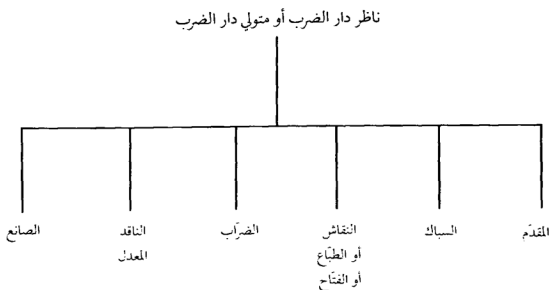 ناظر دار الضرب أو متولي دار الضرب
المقدّم
السباك
النقاش
أو الطبّاع
أو الفتّاح
الضرّاب
الناقد
المعدل
الصانع